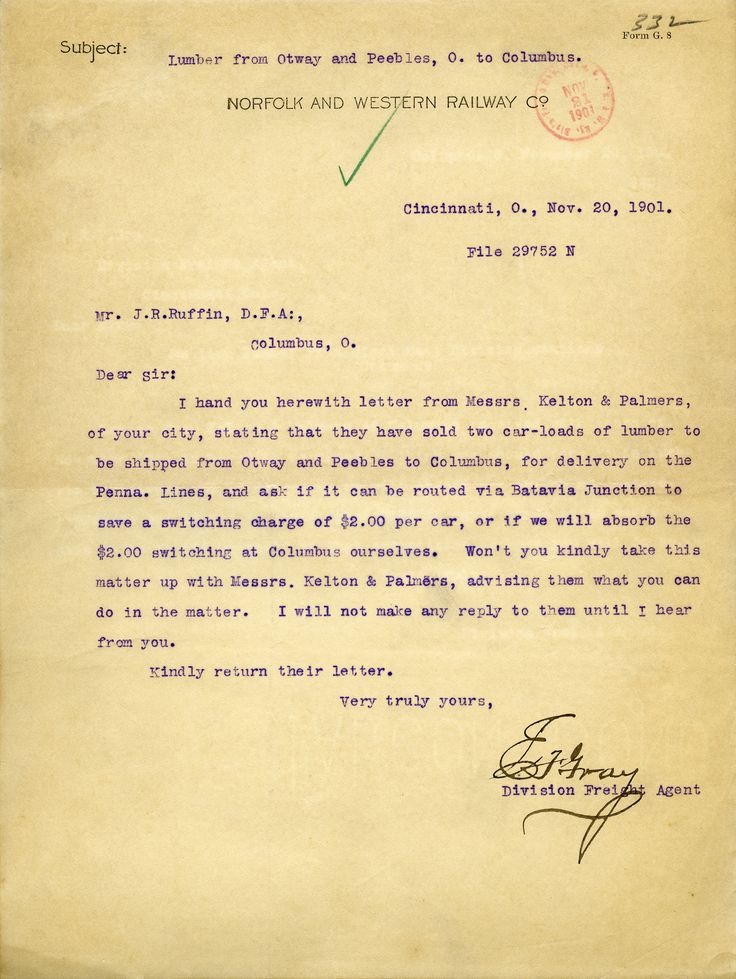 332
Form G. 8
Subject:
Lumber from Otway and Peebles, O. to Columbus.
NORFOLK AND WESTERN RAILWAY Co.
NOV
21
1901
Cincinnati, O., Nov. 20, 1901.
File 29752 N
Mr. J.R.Ruffin, D.F.A:,
Columbus, O.
Dear sir:
I hand you herewith letter from Messrs. Kelton & Palmers,
of your city, stating that they have sold two car-loads of lumber to
be shipped from Otway and Peebles to Columbus, for delivery on the
Penna. Lines, and ask if it can be routed via Batavia Junction to
save a switching charge of $2.00 per car, or if we will absorb the
$2.00 switching at Columbus ourselves. Won't you kindly take this
matter up with Messrs. Kelton & Palmers, advising them what you can
do in the matter. I will not make any reply to them until I hear
from you.
Kindly return their letter.
Very truly yours,
Gray
Division Freight Agent